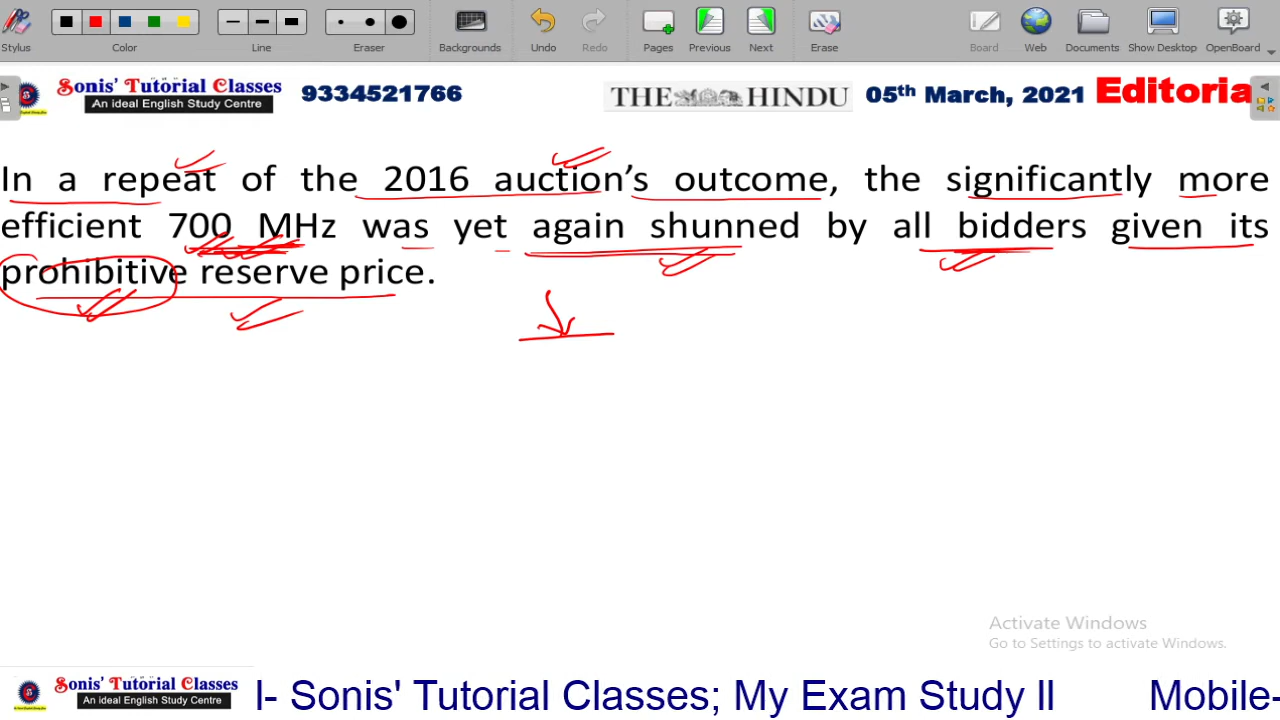 Stylus Color Line Eraser Backgrounds Undo Redo Pages Previous Next Erase Board Web Documents Show Desktop OpenBoard
Sonis' Tutorial Classes
An ideal English Study Centre
9334521766
THE HINDU
05th March, 2021
Editoria
In a repeat of the 2016 auction's outcome, the significantly more
efficient 700 MHz was yet again shunned by all bidders given its
prohibitive reserve price.
Activate Windows
Go to Settings to activate Windows.
Sonis' Tutorial Classes
An ideal English Study Centre
I- Sonis' Tutorial Classes; My Exam Study II
Mobile-